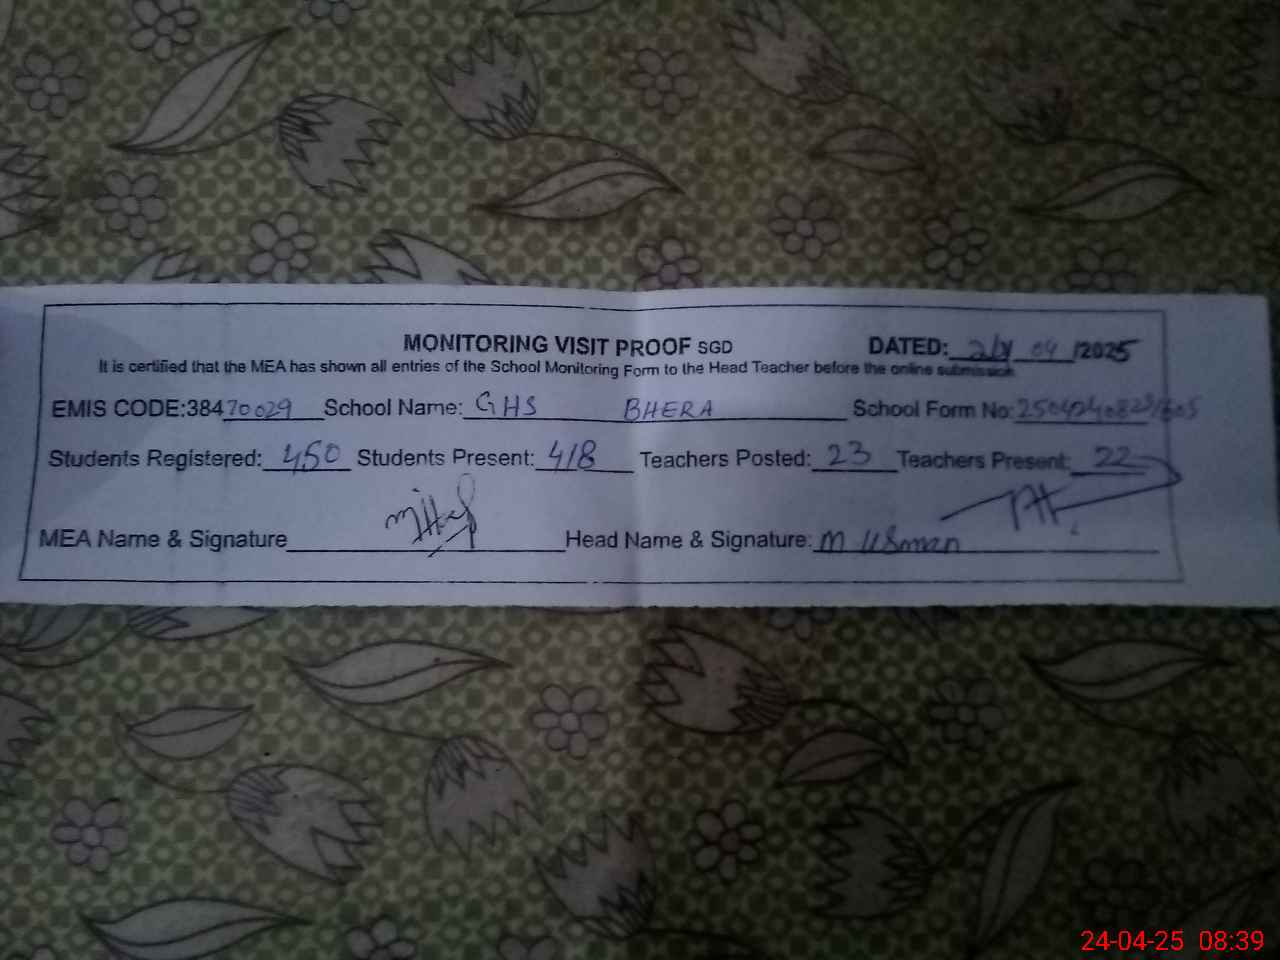 MONITORING VISIT PROOF SGD DATED: 24 04 /2025
It is certified that the MEA has shown all entries of the School Monitoring Form to the Head Teacher before the online submission.
EMIS CODE:38470029 School Name: GHS BHERA School Form No:
Students Registered: 450 Students Present: 418 Teachers Posted: 23 Teachers Present: 22
MEA Name & Signature Head Name & Signature: M Usman
24-04-25 08:39